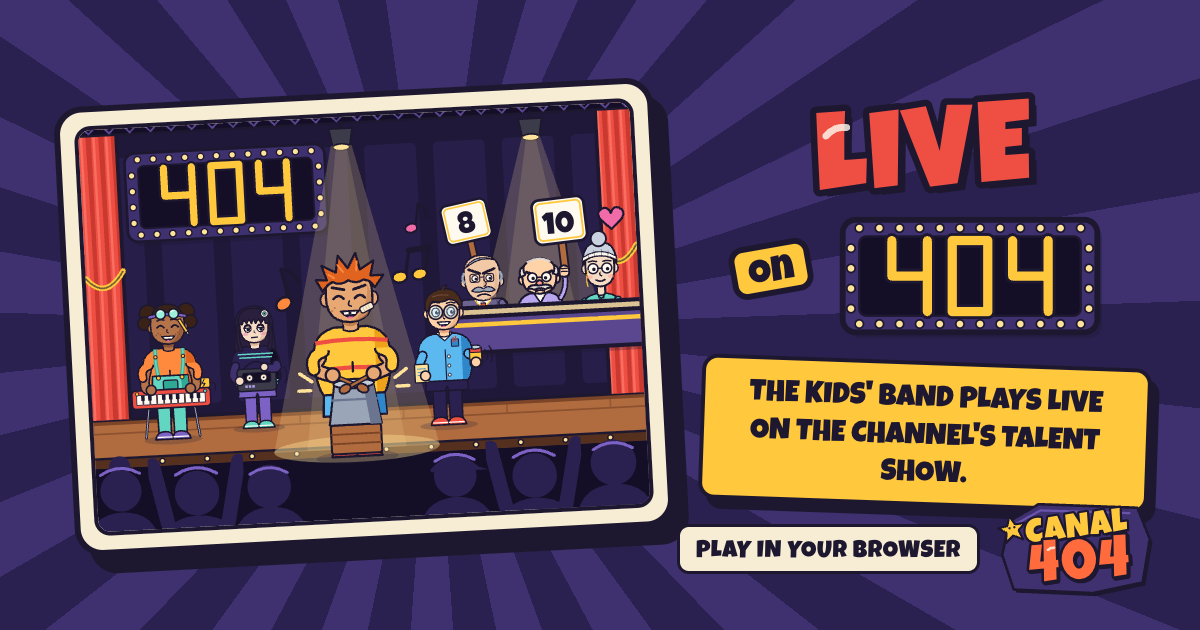 404
8
10
LIVE
on
404
THE KIDS' BAND PLAYS LIVE
ON THE CHANNEL'S TALENT
SHOW.
PLAY IN YOUR BROWSER
CANAL
404